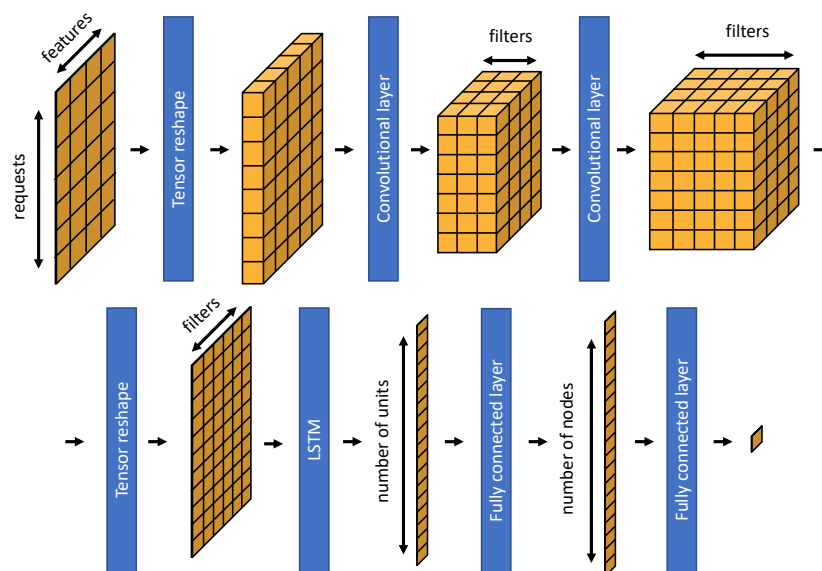 features
requests
Tensor reshape
Convolutional layer
filters
Convolutional layer
filters
Tensor reshape
filters
LSTM
number of units
Fully connected layer
number of nodes
Fully connected layer